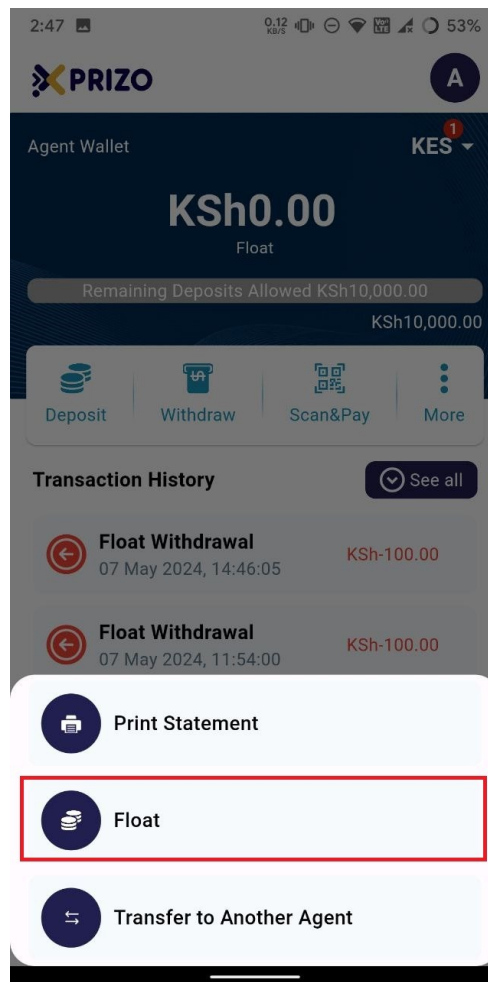 2:47
0.12 KB/S
Vo LTE
53%
PRIZO
A
Agent Wallet
1
KES
KSh0.00
Float
Remaining Deposits Allowed KSh10,000.00
KSh10,000.00
Deposit Withdraw Scan&Pay More
Transaction History
See all
Float Withdrawal
KSh-100.00
07 May 2024, 14:46:05
Float Withdrawal
KSh-100.00
07 May 2024, 11:54:00
Print Statement
Float
Transfer to Another Agent